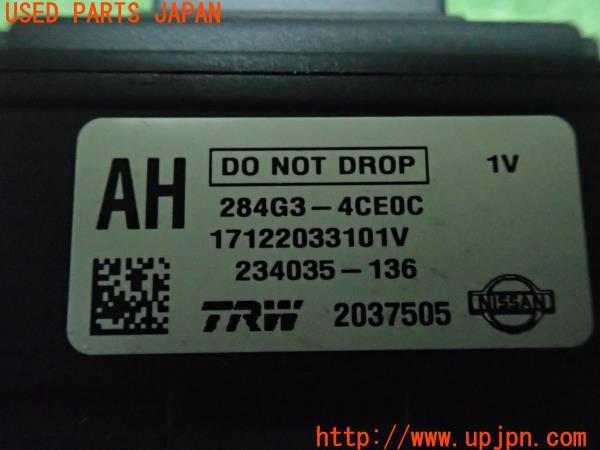 USED PARTS JAPAN
AH
DO NOT DROP
1V
284G3-4CE0C
17122033101V
234035-136
TRW 2037505
NISSAN
http://www.upjpn.com/